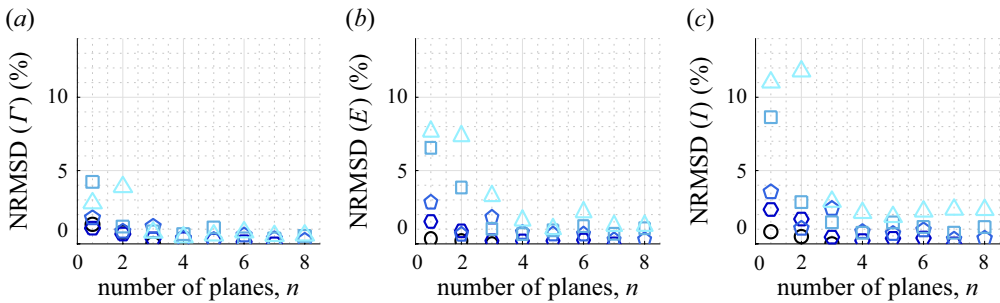 (a)
(b)
(c)
NRMSD (Γ) (%)
10
5
0
0 2 4 6 8
number of planes, n
NRMSD (E) (%)
10
5
0
0 2 4 6 8
number of planes, n
NRMSD (I) (%)
10
5
0
0 2 4 6 8
number of planes, n